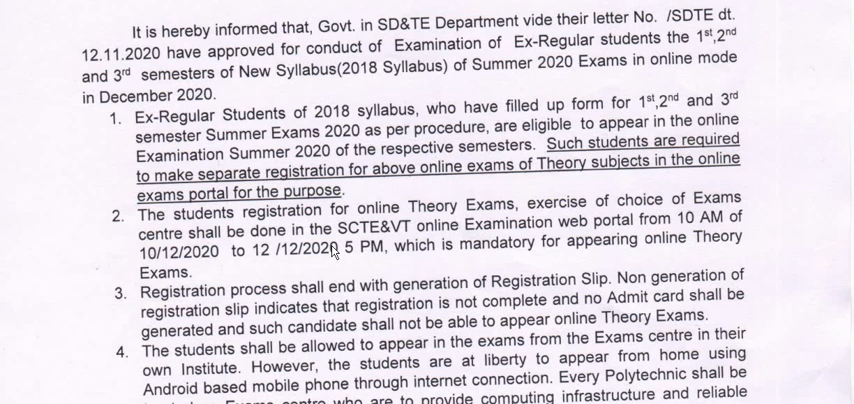 It is hereby informed that, Govt. in SD&TE Department vide their letter No. /SDTE dt.
12.11.2020 have approved for conduct of Examination of Ex-Regular students the 1st,2nd
and 3rd semesters of New Syllabus(2018 Syllabus) of Summer 2020 Exams in online mode
in December 2020.
1. Ex-Regular Students of 2018 syllabus, who have filled up form for 1st,2nd and 3rd
semester Summer Exams 2020 as per procedure, are eligible to appear in the online
Examination Summer 2020 of the respective semesters. Such students are required
to make separate registration for above online exams of Theory subjects in the online
exams portal for the purpose.
2. The students registration for online Theory Exams, exercise of choice of Exams
centre shall be done in the SCTE&VT online Examination web portal from 10 AM of
10/12/2020 to 12 /12/2020 5 PM, which is mandatory for appearing online Theory
Exams.
3. Registration process shall end with generation of Registration Slip. Non generation of
registration slip indicates that registration is not complete and no Admit card shall be
generated and such candidate shall not be able to appear online Theory Exams.
4. The students shall be allowed to appear in the exams from the Exams centre in their
own Institute. However, the students are at liberty to appear from home using
Android based mobile phone through internet connection. Every Polytechnic shall be
Exams centre who are to provide computing infrastructure and reliable